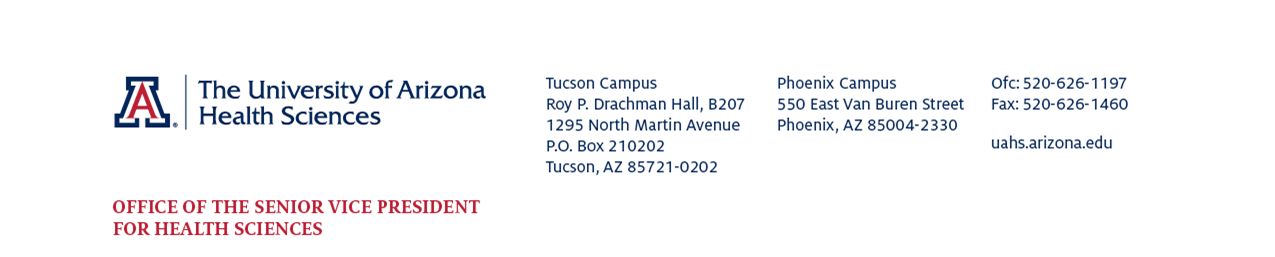 A
The University of Arizona
Health Sciences
Tucson Campus
Roy P. Drachman Hall, B207
1295 North Martin Avenue
P.O. Box 210202
Tucson, AZ 85721-0202
Phoenix Campus
550 East Van Buren Street
Phoenix, AZ 85004-2330
Ofc: 520-626-1197
Fax: 520-626-1460
uahs.arizona.edu
OFFICE OF THE SENIOR VICE PRESIDENT
FOR HEALTH SCIENCES